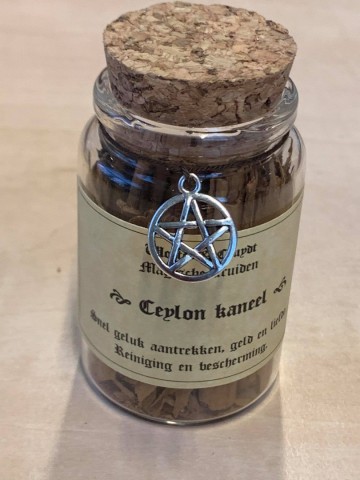 Magische kruiden
Ceylon kaneel
Snel geluk aantrekken, geld en liefde
Reiniging en bescherming.